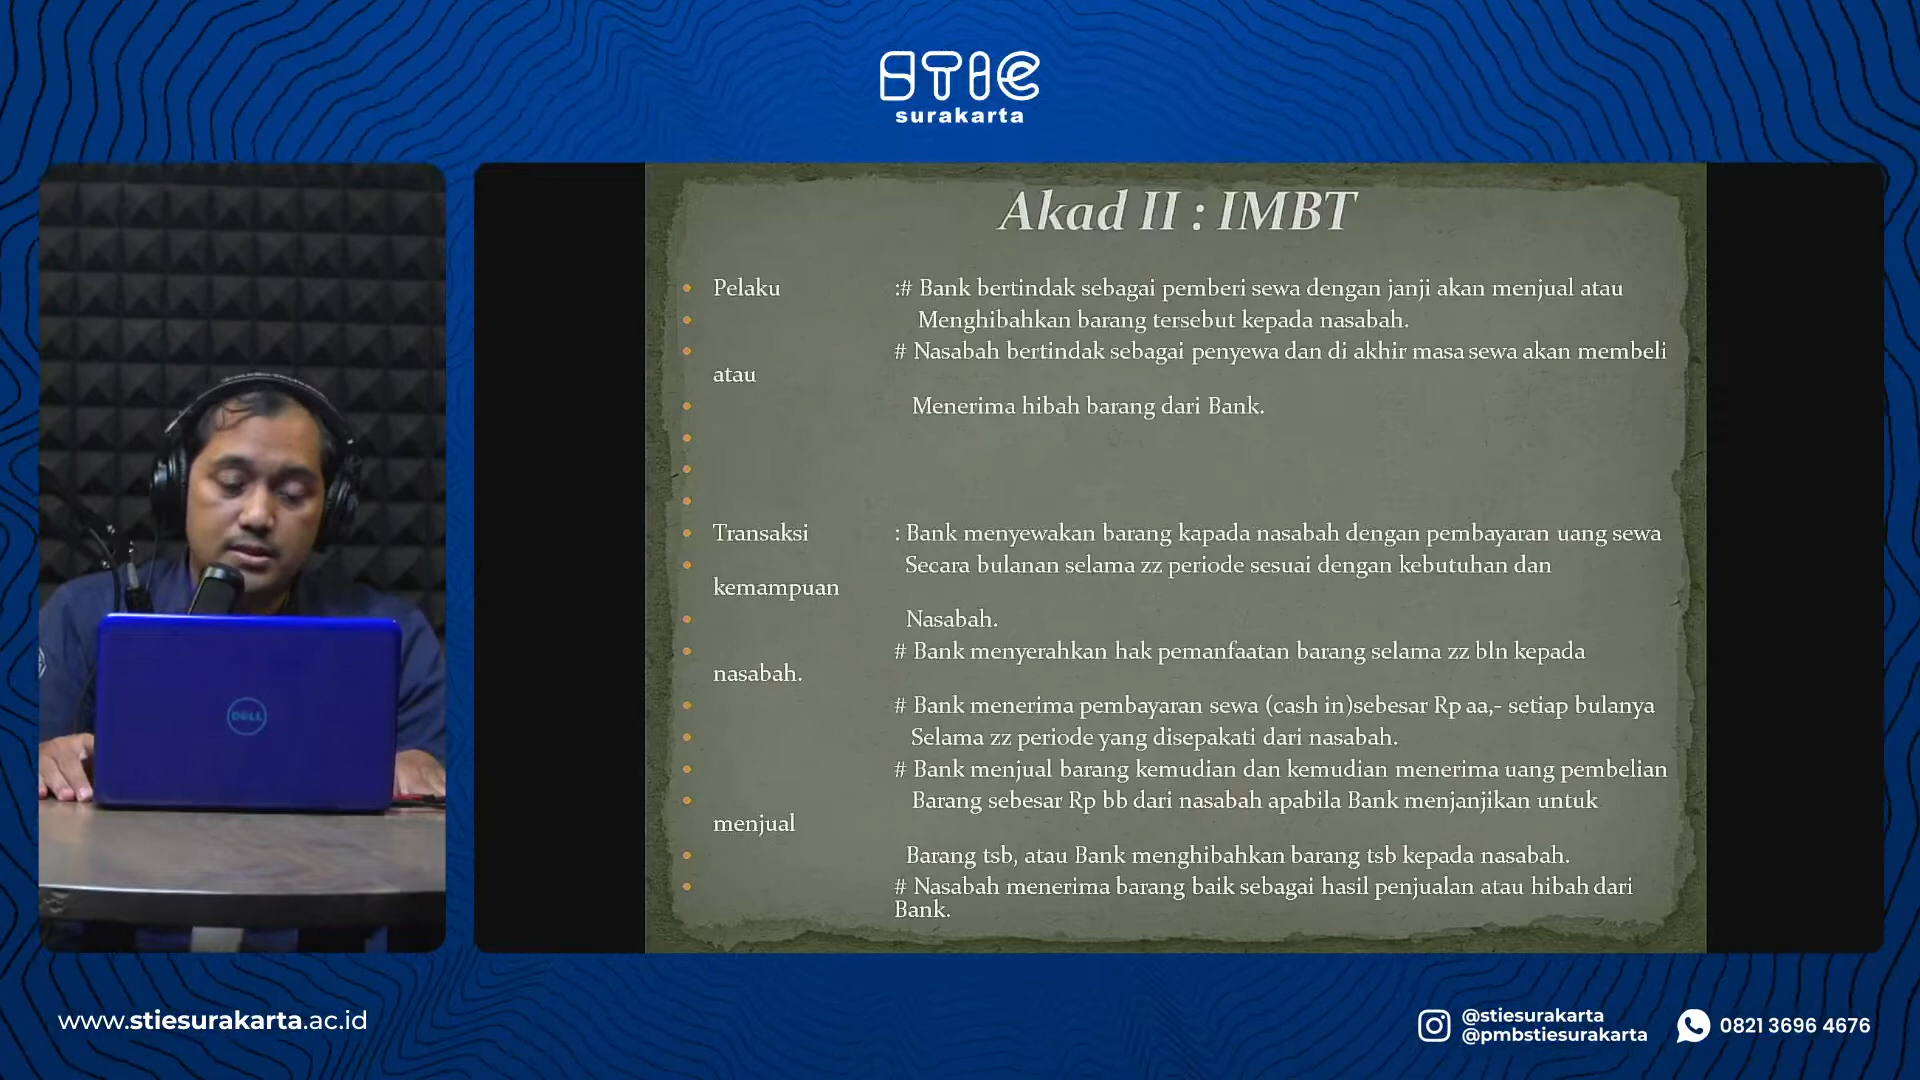 STIE
surakarta
Akad II : IMBT
Pelaku :# Bank bertindak sebagai pemberi sewa dengan janji akan menjual atau
Menghibahkan barang tersebut kepada nasabah.
# Nasabah bertindak sebagai penyewa dan di akhir masa sewa akan membeli
atau
Menerima hibah barang dari Bank.
Transaksi : Bank menyewakan barang kapada nasabah dengan pembayaran uang sewa
Secara bulanan selama zz periode sesuai dengan kebutuhan dan
kemampuan
Nasabah.
# Bank menyerahkan hak pemanfaatan barang selama zz bln kepada
nasabah.
# Bank menerima pembayaran sewa (cash in)sebesar Rp aa,- setiap bulanya
Selama zz periode yang disepakati dari nasabah.
# Bank menjual barang kemudian dan kemudian menerima uang pembelian
Barang sebesar Rp bb dari nasabah apabila Bank menjanjikan untuk
menjual
Barang tsb, atau Bank menghibahkan barang tsb kepada nasabah.
# Nasabah menerima barang baik sebagai hasil penjualan atau hibah dari
Bank.
DELL
www.stiesurakarta.ac.id
@stiesurakarta
@pmbstiesurakarta
0821 3696 4676